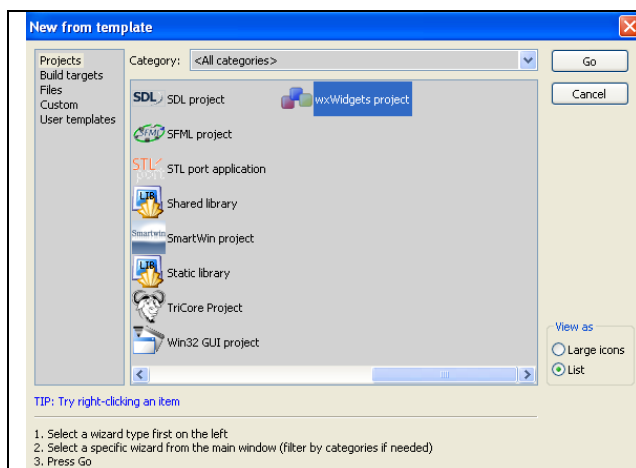 New from template
Projects
Build targets
Files
Custom
User templates
Category: <All categories>
Go
Cancel
SDL SDL project
wxWidgets project
SFML SFML project
STL port STL port application
LIB Shared library
Smartwin SmartWin project
LIB Static library
TriCore Project
Win32 GUI project
View as
Large icons
List
TIP: Try right-clicking an item
1. Select a wizard type first on the left
2. Select a specific wizard from the main window (filter by categories if needed)
3. Press Go